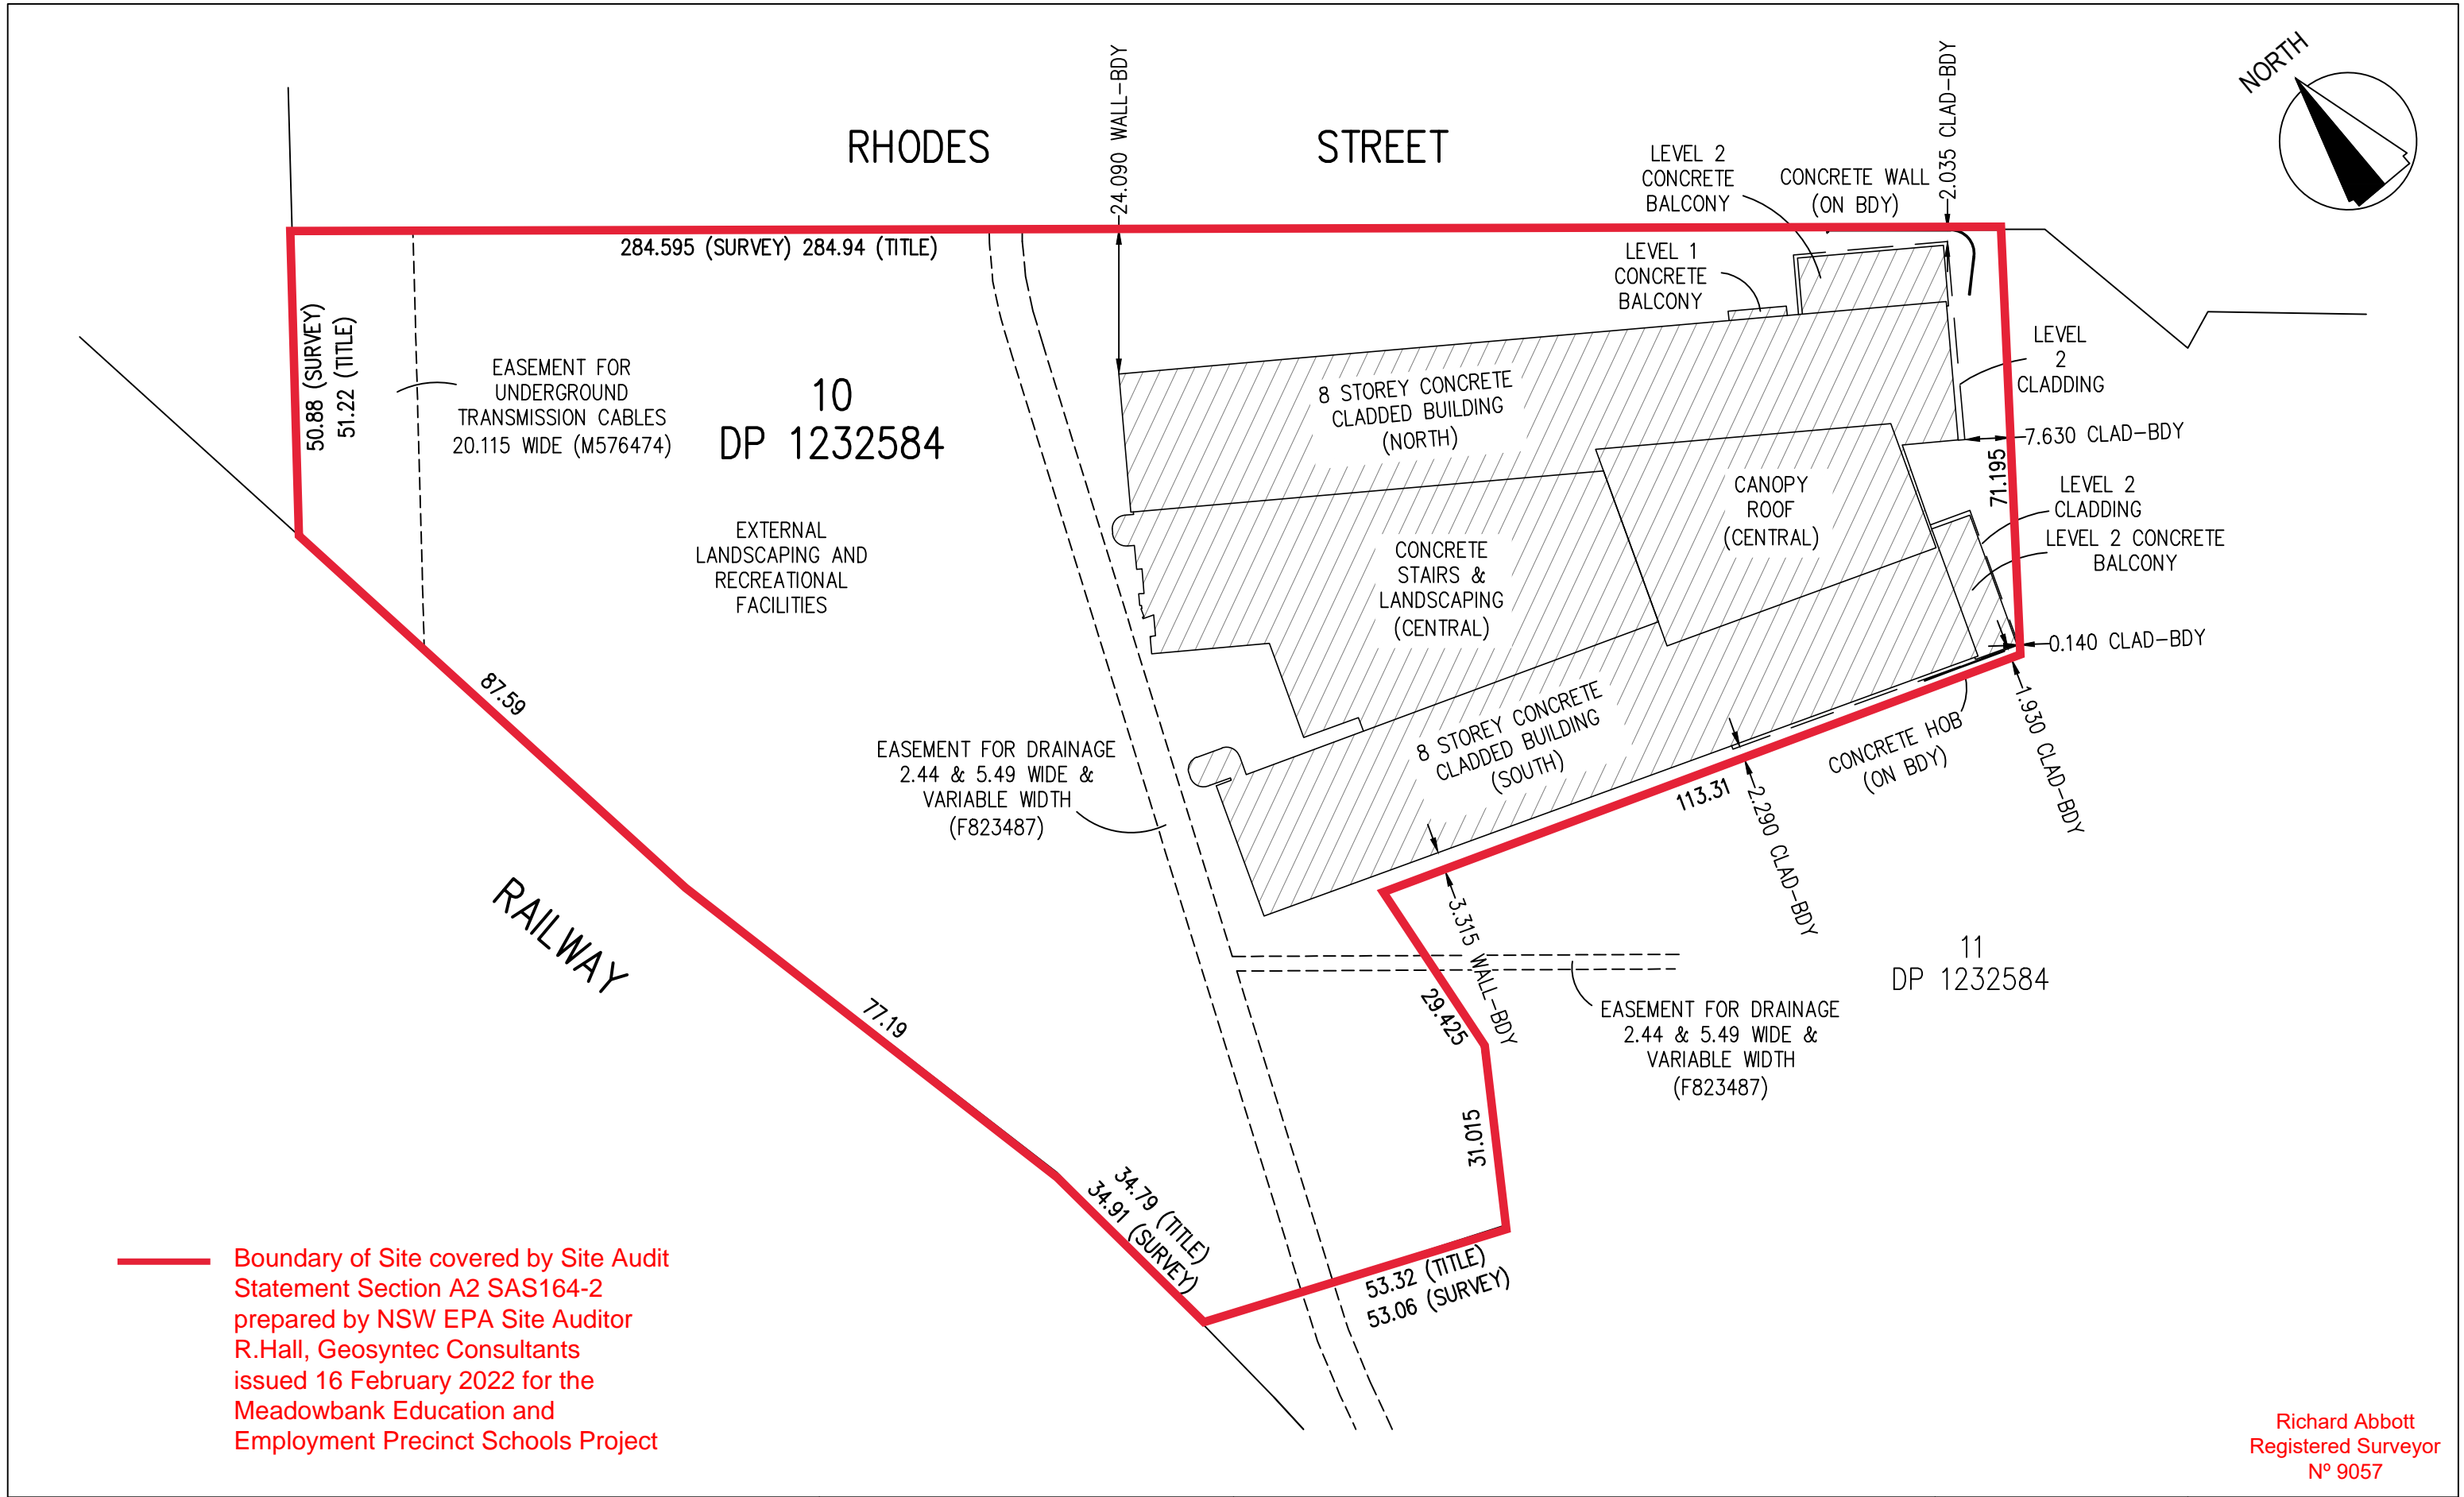 NORTH
RHODES STREET
24.090 WALL-BDY
2.035 CLAD-BDY
LEVEL 2
CONCRETE
BALCONY
CONCRETE WALL
(ON BDY)
284.595 (SURVEY) 284.94 (TITLE)
LEVEL 1
CONCRETE
BALCONY
50.88 (SURVEY)
51.22 (TITLE)
EASEMENT FOR
UNDERGROUND
TRANSMISSION CABLES
20.115 WIDE (M576474)
10
DP 1232584
8 STOREY CONCRETE
CLADDED BUILDING
(NORTH)
LEVEL
2
CLADDING
7.630 CLAD-BDY
71.195
LEVEL 2
CLADDING
LEVEL 2 CONCRETE
BALCONY
CANOPY
ROOF
(CENTRAL)
EXTERNAL
LANDSCAPING AND
RECREATIONAL
FACILITIES
CONCRETE
STAIRS &
LANDSCAPING
(CENTRAL)
0.140 CLAD-BDY
87.59
1.930 CLAD-BDY
8 STOREY CONCRETE
CLADDED BUILDING
(SOUTH)
CONCRETE HOB
(ON BDY)
EASEMENT FOR DRAINAGE
2.44 & 5.49 WIDE &
VARIABLE WIDTH
(F823487)
113.31
2.290 CLAD-BDY
RAILWAY
3.315 WALL-BDY
11
DP 1232584
77.19
29.425
EASEMENT FOR DRAINAGE
2.44 & 5.49 WIDE &
VARIABLE WIDTH
(F823487)
31.015
34.79 (TITLE)
34.91 (SURVEY)
53.32 (TITLE)
53.06 (SURVEY)
Boundary of Site covered by Site Audit
Statement Section A2 SAS164-2
prepared by NSW EPA Site Auditor
R.Hall, Geosyntec Consultants
issued 16 February 2022 for the
Meadowbank Education and
Employment Precinct Schools Project
Richard Abbott
Registered Surveyor
Nº 9057